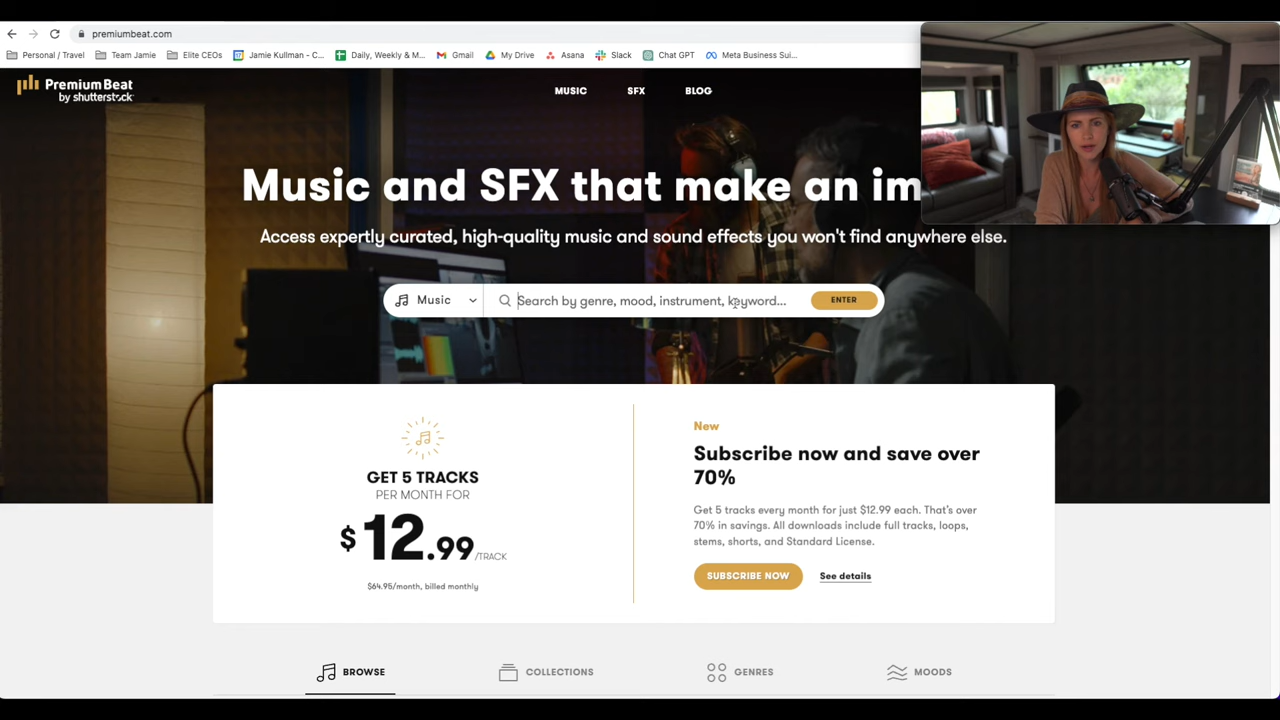 premiumbeat.com
Personal / Travel
Team Jamie
Elite CEOs
Jamie Kullman - C...
Daily, Weekly & M...
Gmail
My Drive
Asana
Slack
Chat GPT
Meta Business Sui...
PremiumBeat
by shutterstock
MUSIC
SFX
BLOG
Music and SFX that make an im
Access expertly curated, high-quality music and sound effects you won't find anywhere else.
Music
Search by genre, mood, instrument, keyword...
ENTER
GET 5 TRACKS
PER MONTH FOR
$12.99/TRACK
$64.95/month, billed monthly
New
Subscribe now and save over
70%
Get 5 tracks every month for just $12.99 each. That's over
70% in savings. All downloads include full tracks, loops,
stems, shorts, and Standard License.
SUBSCRIBE NOW
See details
BROWSE
COLLECTIONS
GENRES
MOODS